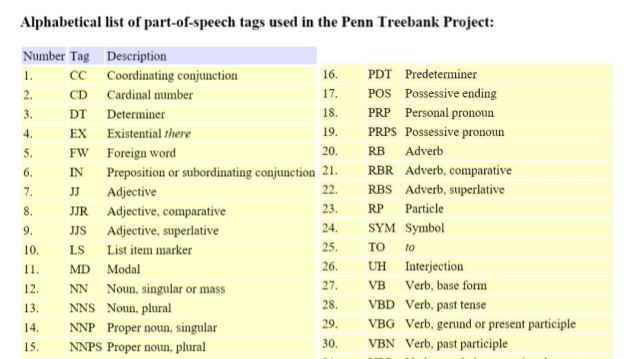 Alphabetical list of part-of-speech tags used in the Penn Treebank Project:
Number Tag Description
1. CC Coordinating conjunction
2. CD Cardinal number
3. DT Determiner
4. EX Existential there
5. FW Foreign word
6. IN Preposition or subordinating conjunction
7. JJ Adjective
8. JJR Adjective, comparative
9. JJS Adjective, superlative
10. LS List item marker
11. MD Modal
12. NN Noun, singular or mass
13. NNS Noun, plural
14. NNP Proper noun, singular
15. NNPS Proper noun, plural
16. PDT Predeterminer
17. POS Possessive ending
18. PRP Personal pronoun
19. PRP$ Possessive pronoun
20. RB Adverb
21. RBR Adverb, comparative
22. RBS Adverb, superlative
23. RP Particle
24. SYM Symbol
25. TO to
26. UH Interjection
27. VB Verb, base form
28. VBD Verb, past tense
29. VBG Verb, gerund or present participle
30. VBN Verb, past participle